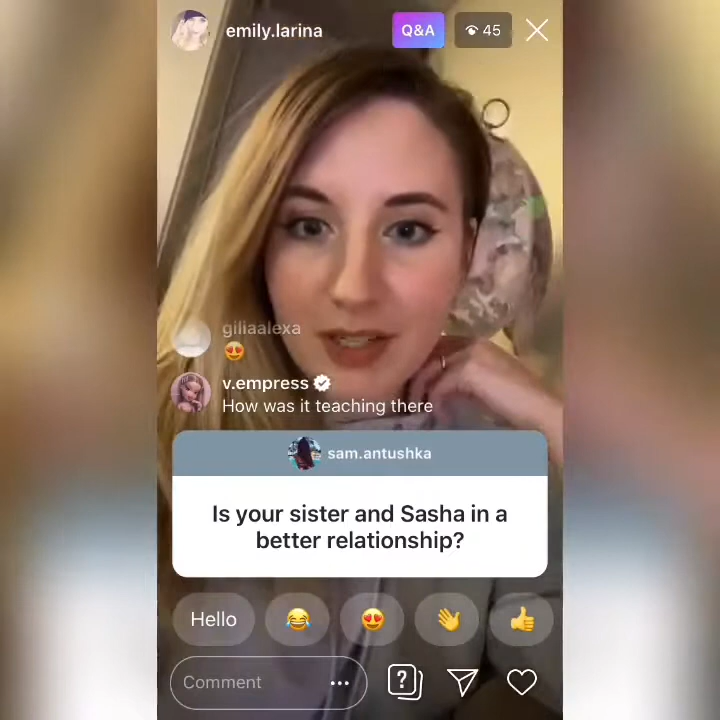 emily.larina
Q&A
45
giliaalexa
v.empress
How was it teaching there
sam.antushka
Is your sister and Sasha in a
better relationship?
Hello
Comment